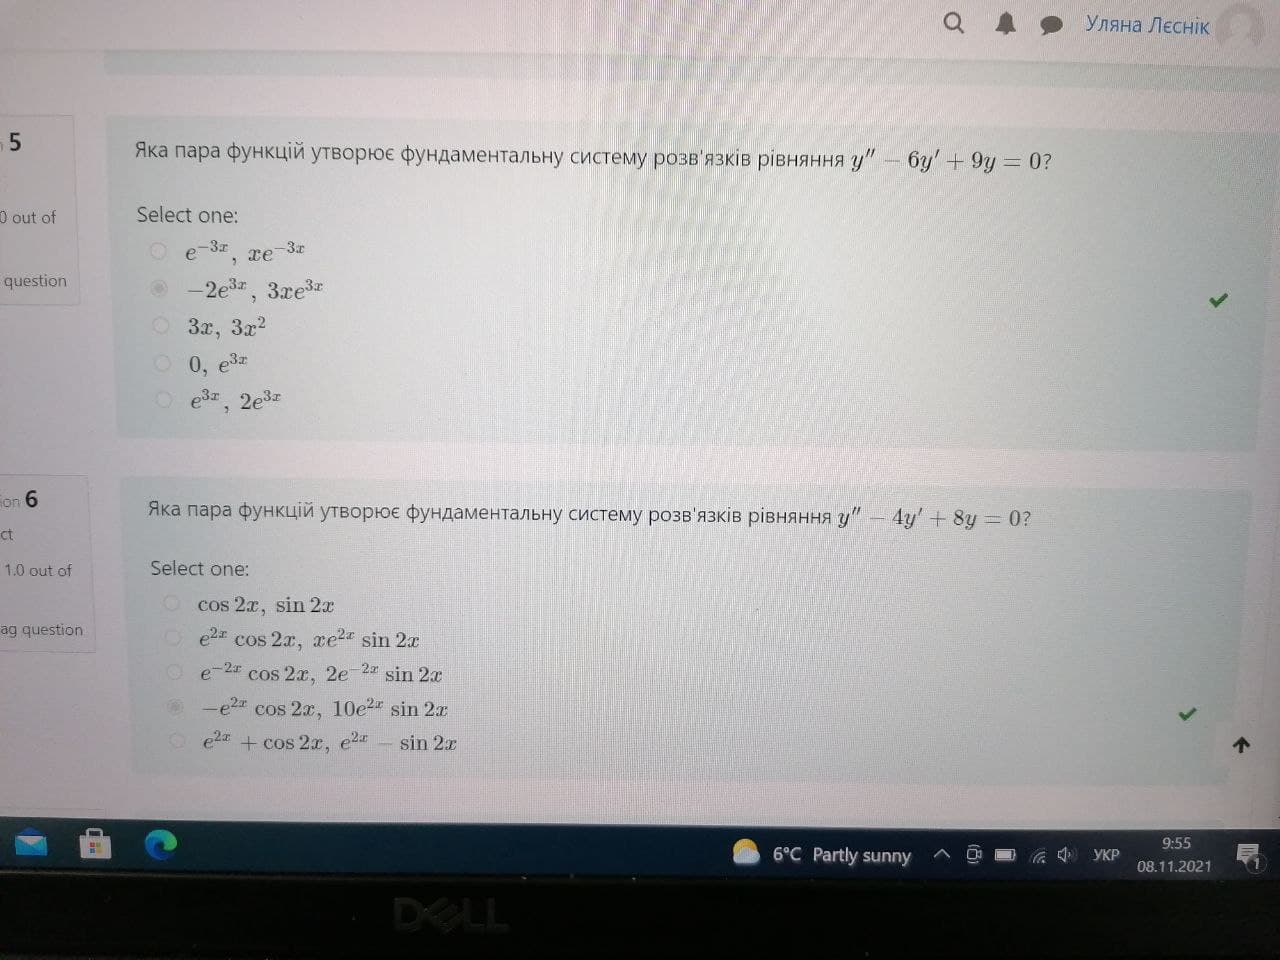 Уляна Лєснік
5
Яка пара функцій утворює фундаментальну систему розв'язків рівняння y″ − 6y′ + 9y = 0?
0 out of
question
Select one:
e^{−3x}, xe^{−3x}
−2e^{3x}, 3xe^{3x}
3x, 3x²
0, e^{3x}
e^{3x}, 2e^{3x}
ion 6
ct
1.0 out of
ag question
Яка пара функцій утворює фундаментальну систему розв'язків рівняння y″ − 4y′ + 8y = 0?
Select one:
cos 2x, sin 2x
e^{2x} cos 2x, xe^{2x} sin 2x
e^{−2x} cos 2x, 2e^{−2x} sin 2x
−e^{2x} cos 2x, 10e^{2x} sin 2x
e^{2x} + cos 2x, e^{2x} − sin 2x
6°C Partly sunny
УКР
9:55
08.11.2021
1
DELL